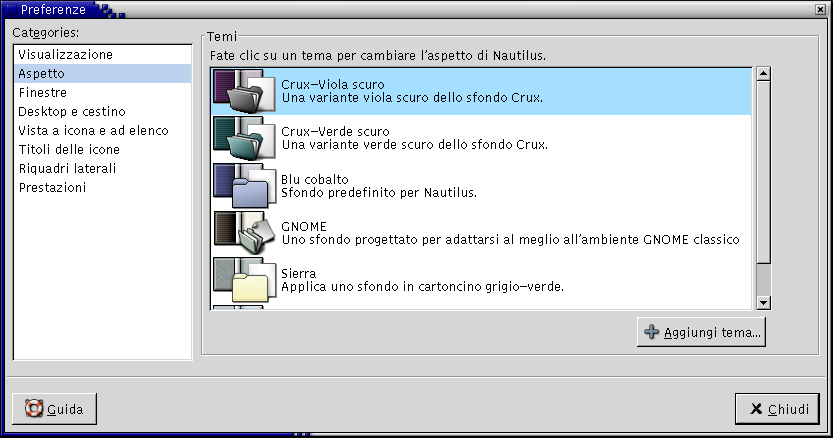 Preferenze
Categories:
Visualizzazione
Aspetto
Finestre
Desktop e cestino
Vista a icona e ad elenco
Titoli delle icone
Riquadri laterali
Prestazioni
Temi
Fate clic su un tema per cambiare l'aspetto di Nautilus.
Crux-Viola scuro
Una variante viola scuro dello sfondo Crux.
Crux-Verde scuro
Una variante verde scuro dello sfondo Crux.
Blu cobalto
Sfondo predefinito per Nautilus.
GNOME
Uno sfondo progettato per adattarsi al meglio all'ambiente GNOME classico
Sierra
Applica uno sfondo in cartoncino grigio-verde.
Aggiungi tema...
Guida
Chiudi